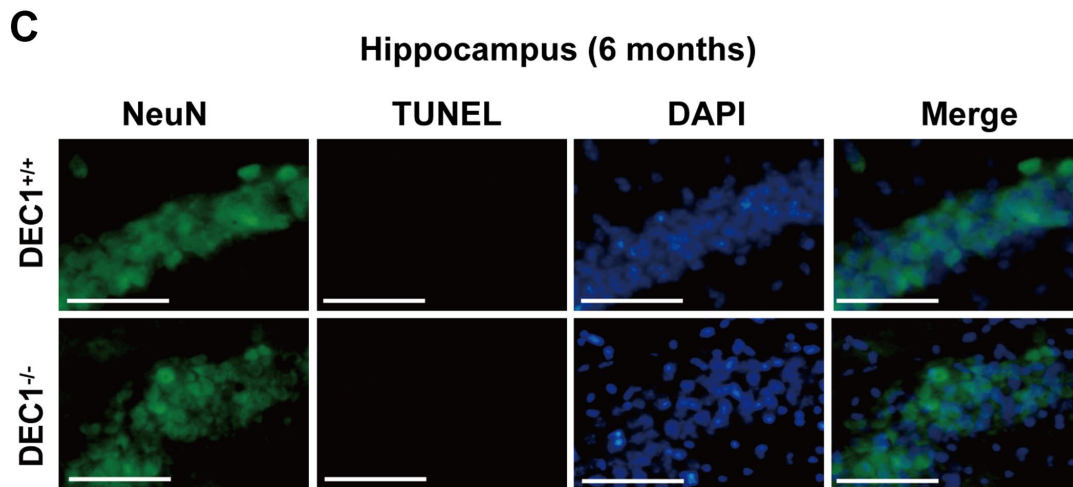 C
Hippocampus (6 months)
NeuN TUNEL DAPI Merge
DEC1+/+
DEC1-/-